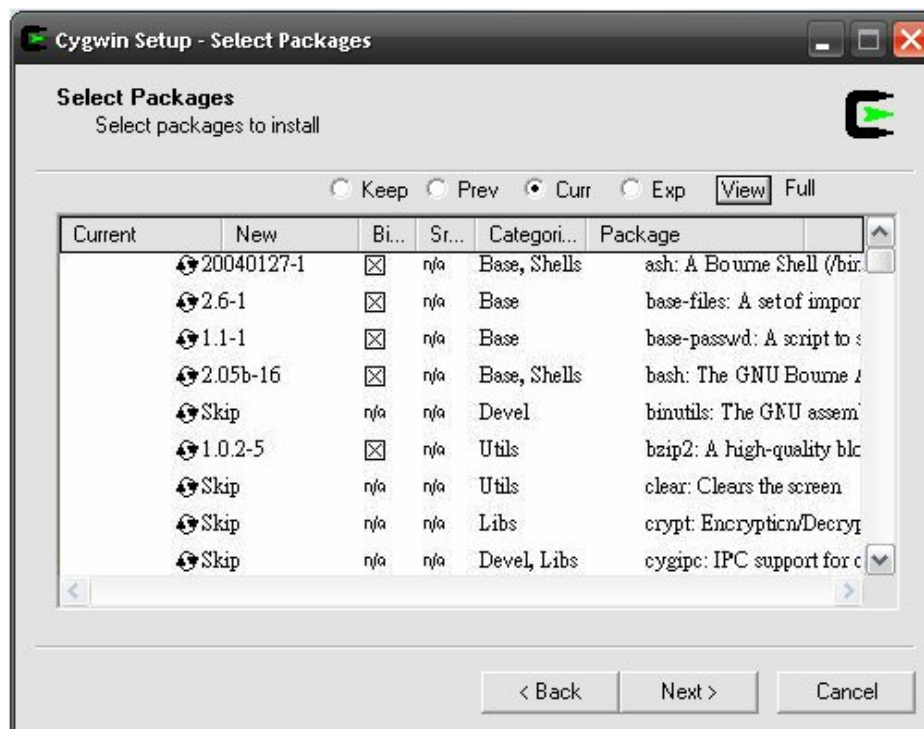 Cygwin Setup - Select Packages
Select Packages
Select packages to install
Keep Prev Curr Exp View Full
Current New Bi... Sr... Categori... Package
20040127-1 n/a Base, Shells ash: A Bourne Shell (/bin
2.6-1 n/a Base base-files: A set of impor
1.1-1 n/a Base base-passwd: A script to s
2.05b-16 n/a Base, Shells bash: The GNU Bourne A
Skip n/a n/a Devel binutils: The GNU assem
1.0.2-5 n/a Utils bzip2: A high-quality blo
Skip n/a n/a Utils clear: Clears the screen
Skip n/a n/a Libs crypt: Encryption/Decryp
Skip n/a n/a Devel, Libs cygipc: IPC support for c
< Back Next > Cancel